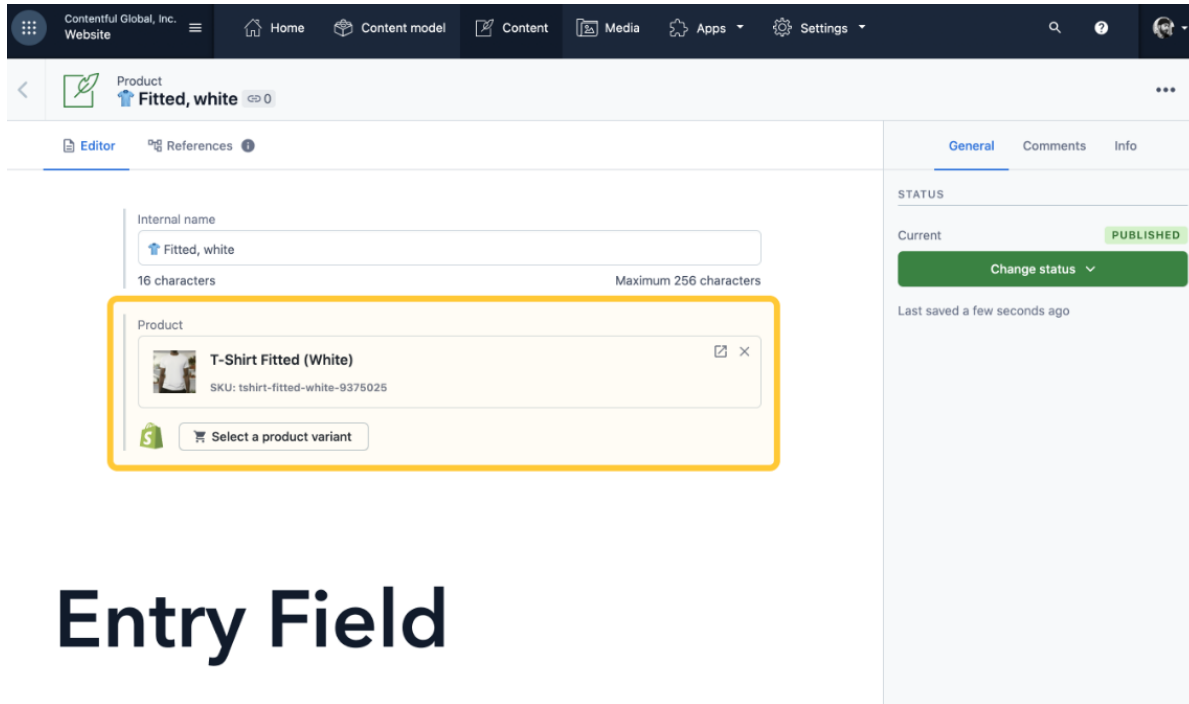 Contentful Global, Inc.
Website
Home
Content model
Content
Media
Apps
Settings
Product
👕 Fitted, white 0
Editor
References
General
Comments
Info
STATUS
Current
PUBLISHED
Change status
Last saved a few seconds ago
Internal name
👕 Fitted, white
16 characters
Maximum 256 characters
Product
T-Shirt Fitted (White)
SKU: tshirt-fitted-white-9375025
Select a product variant
Entry Field